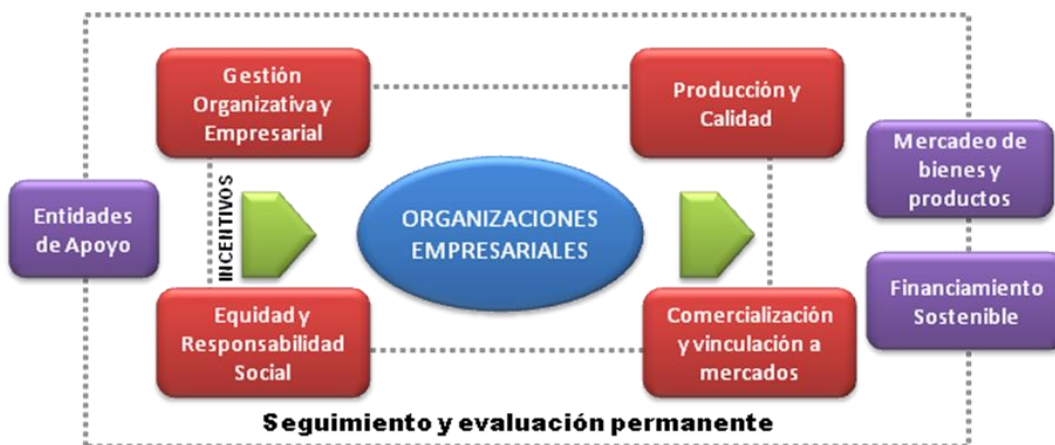 Gestión
Organizativa y
Empresarial
Producción y
Calidad
Mercadeo de
bienes y
productos
Entidades
de Apoyo
INCENTIVOS
ORGANIZACIONES
EMPRESARIALES
Financiamiento
Sostenible
Equidad y
Responsabilidad
Social
Comercialización
y vinculación a
mercados
Seguimiento y evaluación permanente